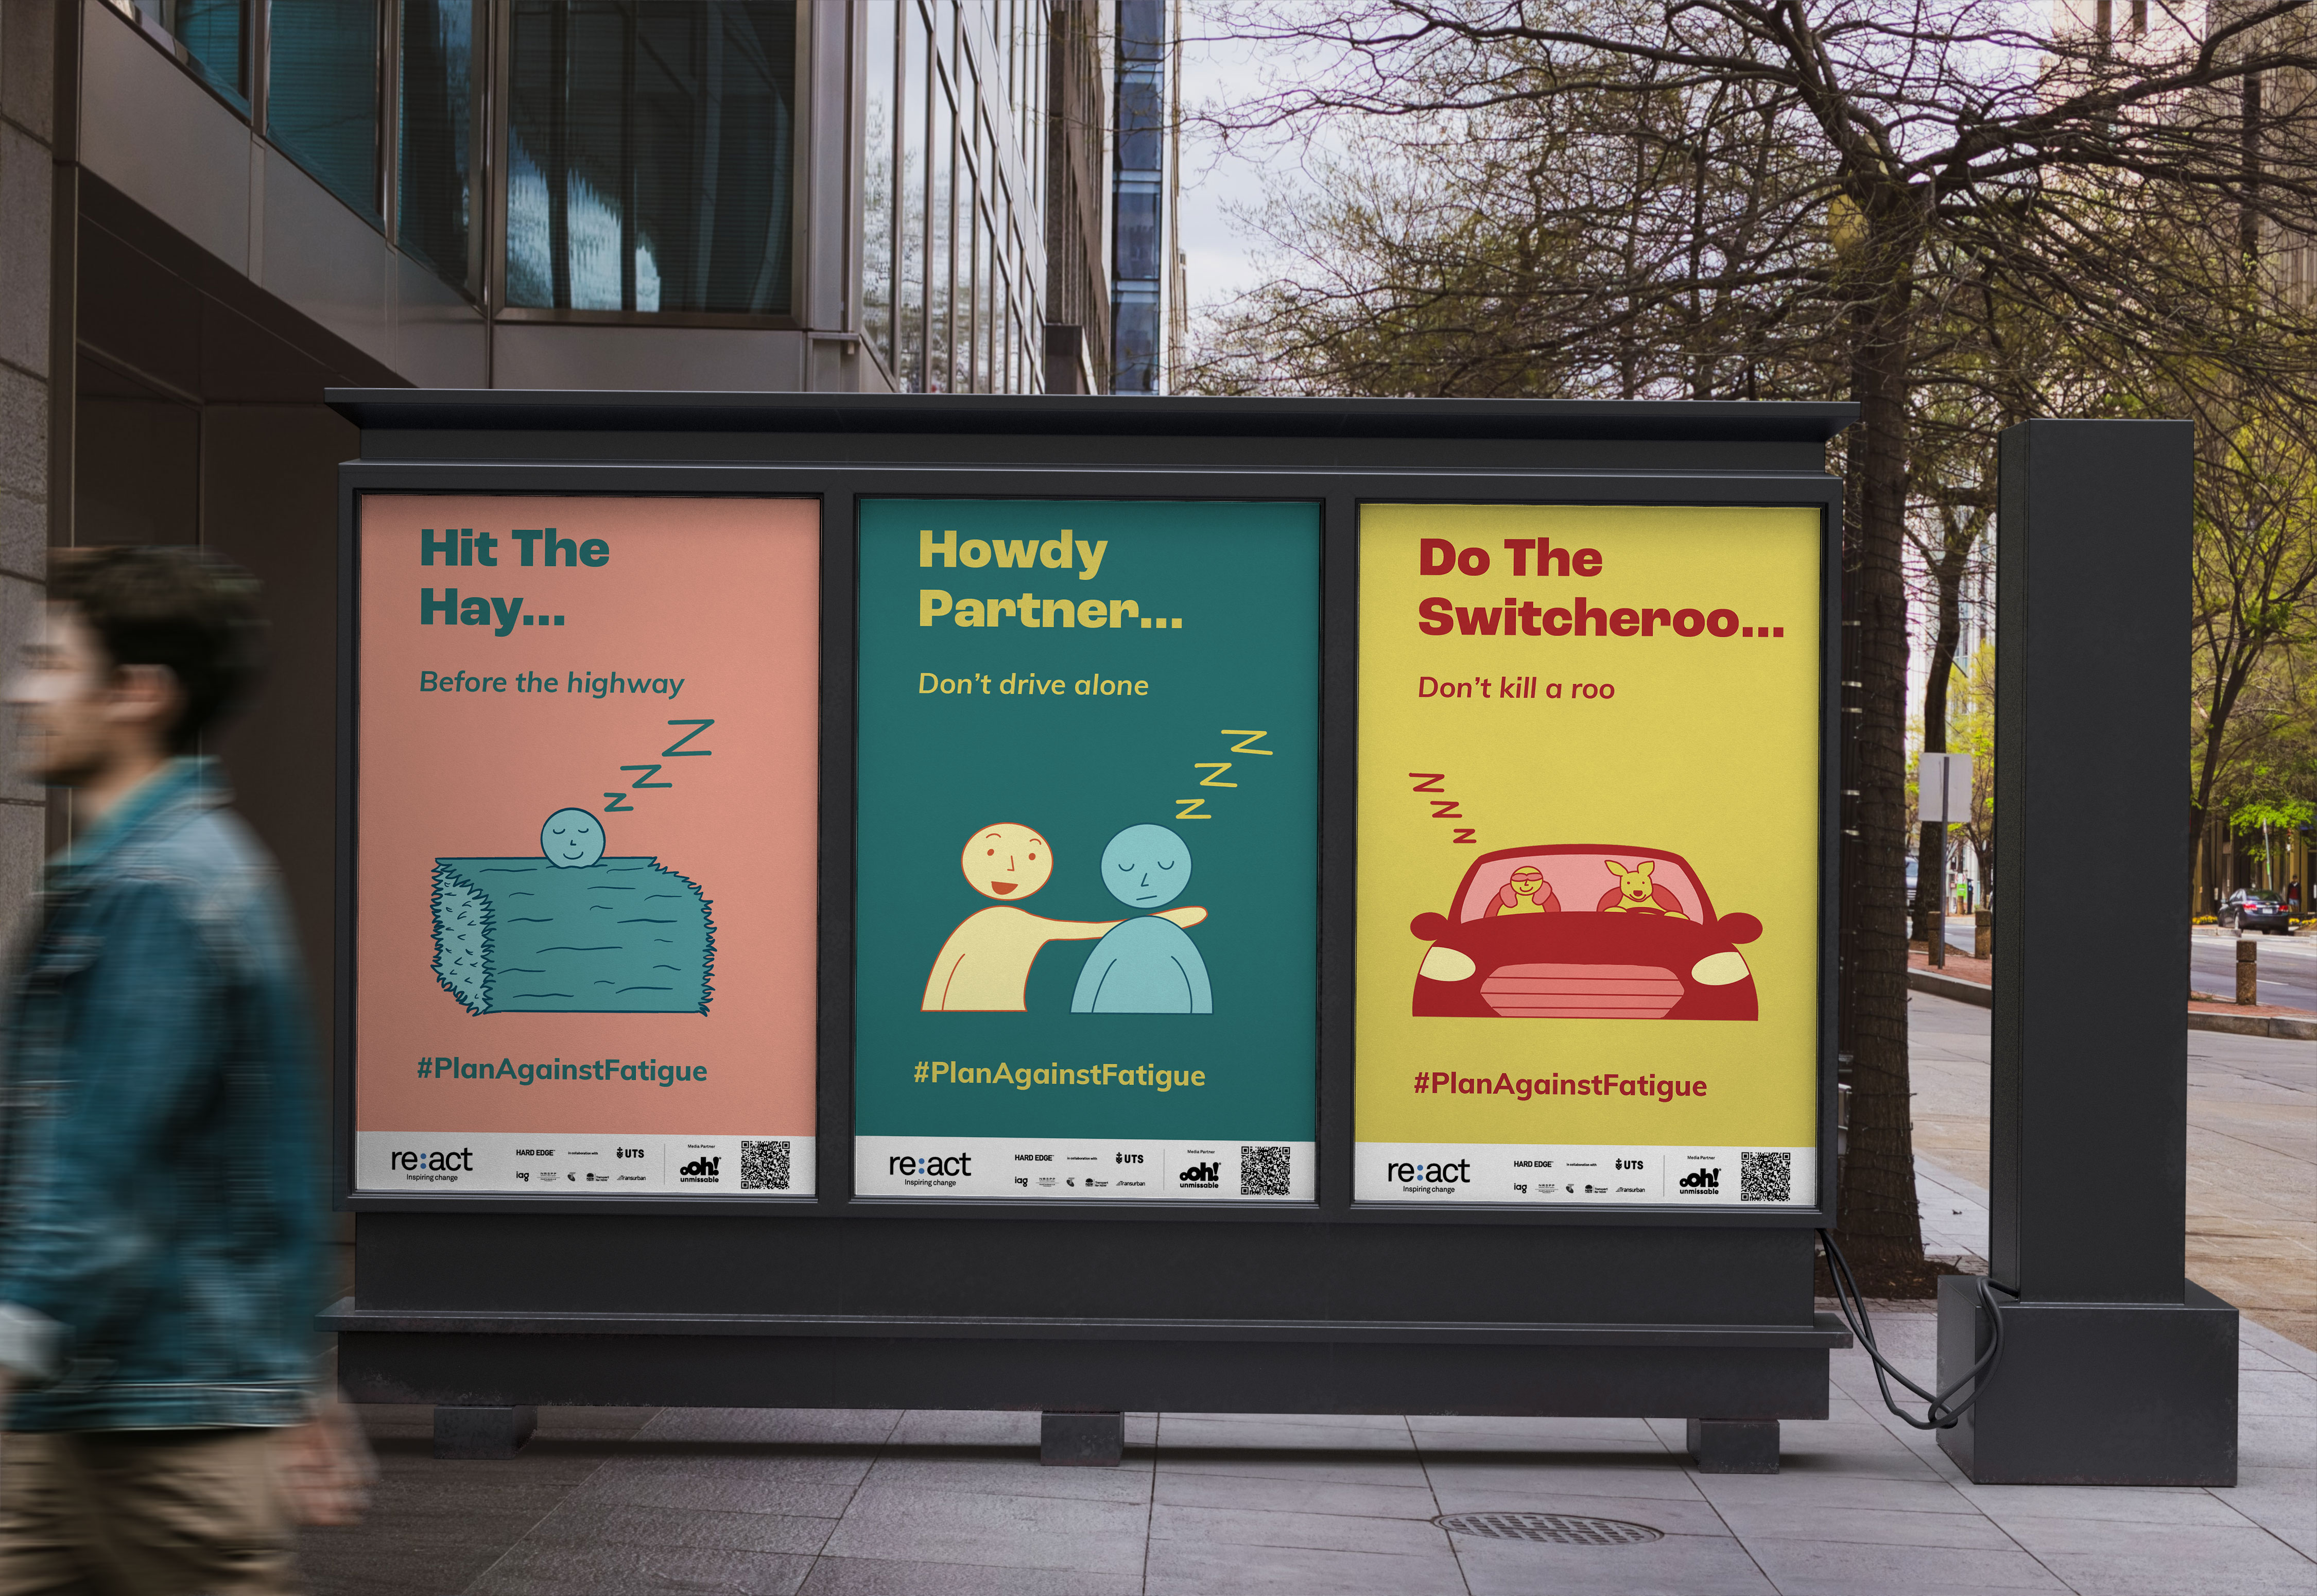 Hit The
Hay...
Before the highway
Z
Z
Z
#PlanAgainstFatigue
re:act
Inspiring change
HARD EDGE
In collaboration with
UTS
iag
Transurban
Media Partner
oOh!
unmissable
Howdy
Partner...
Don't drive alone
Z
Z
Z
#PlanAgainstFatigue
re:act
Inspiring change
HARD EDGE
In collaboration with
UTS
iag
Transurban
Media Partner
oOh!
unmissable
Do The
Switcheroo...
Don't kill a roo
Z
Z
Z
#PlanAgainstFatigue
re:act
Inspiring change
HARD EDGE
In collaboration with
UTS
iag
Transurban
Media Partner
oOh!
unmissable